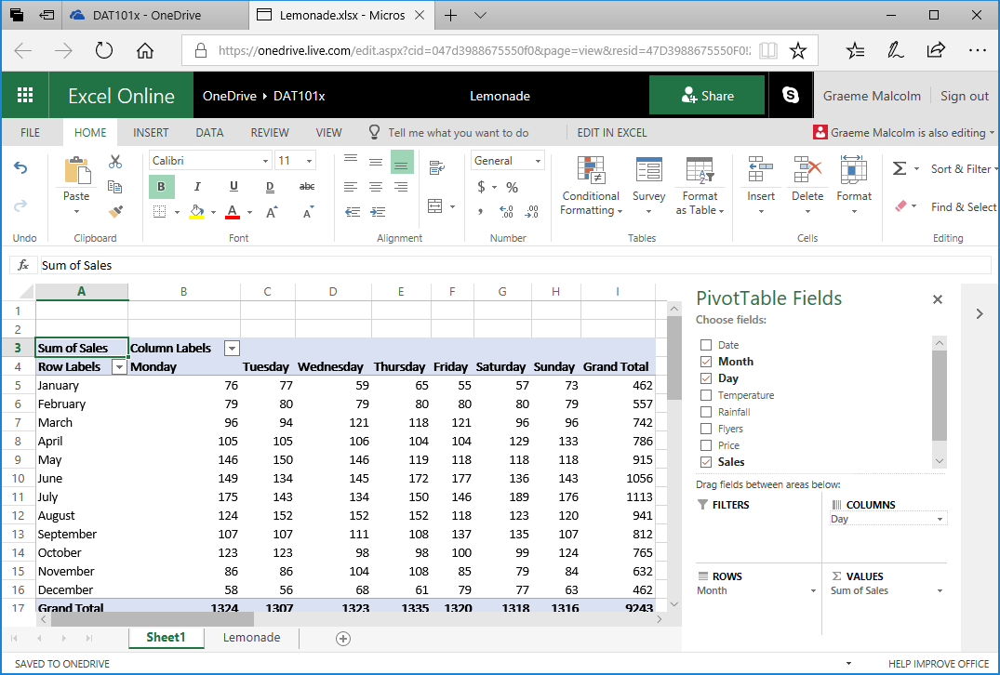 DAT101x - OneDrive
Lemonade.xlsx - Micros
https://onedrive.live.com/edit.aspx?cid=047d3988675550f0&page=view&resid=47D3988675550F0!
Excel Online OneDrive DAT101x Lemonade Share Graeme Malcolm Sign out
FILE HOME INSERT DATA REVIEW VIEW Tell me what you want to do EDIT IN EXCEL Graeme Malcolm is also editing
Calibri 11 General Sort & Filter
B I U D abc $ % Paste Conditional Formatting Survey Format as Table Insert Delete Format
A A A Find & Select
Undo Clipboard Font Alignment Number Tables Cells Editing
fx Sum of Sales
A B C D E F G H I
1
2
3 Sum of Sales Column Labels
4 Row Labels Monday Tuesday Wednesday Thursday Friday Saturday Sunday Grand Total
5 January 76 77 59 65 55 57 73 462
6 February 79 80 79 80 80 80 79 557
7 March 96 94 121 118 121 96 96 742
8 April 105 105 106 104 104 129 133 786
9 May 146 150 146 119 118 118 118 915
10 June 149 134 145 172 177 136 143 1056
11 July 175 143 134 150 146 189 176 1113
12 August 124 152 152 152 118 123 120 941
13 September 107 107 111 108 137 135 107 812
14 October 123 123 98 98 100 99 124 765
15 November 86 86 104 108 85 79 84 632
16 December 58 56 68 61 79 77 63 462
17 Grand Total 1324 1307 1323 1335 1320 1318 1316 9243
PivotTable Fields
Choose fields:
Date
Month
Day
Temperature
Rainfall
Flyers
Price
Sales
Drag fields between areas below:
FILTERS COLUMNS
Day
ROWS VALUES
Month Sum of Sales
Sheet1 Lemonade
SAVED TO ONEDRIVE HELP IMPROVE OFFICE